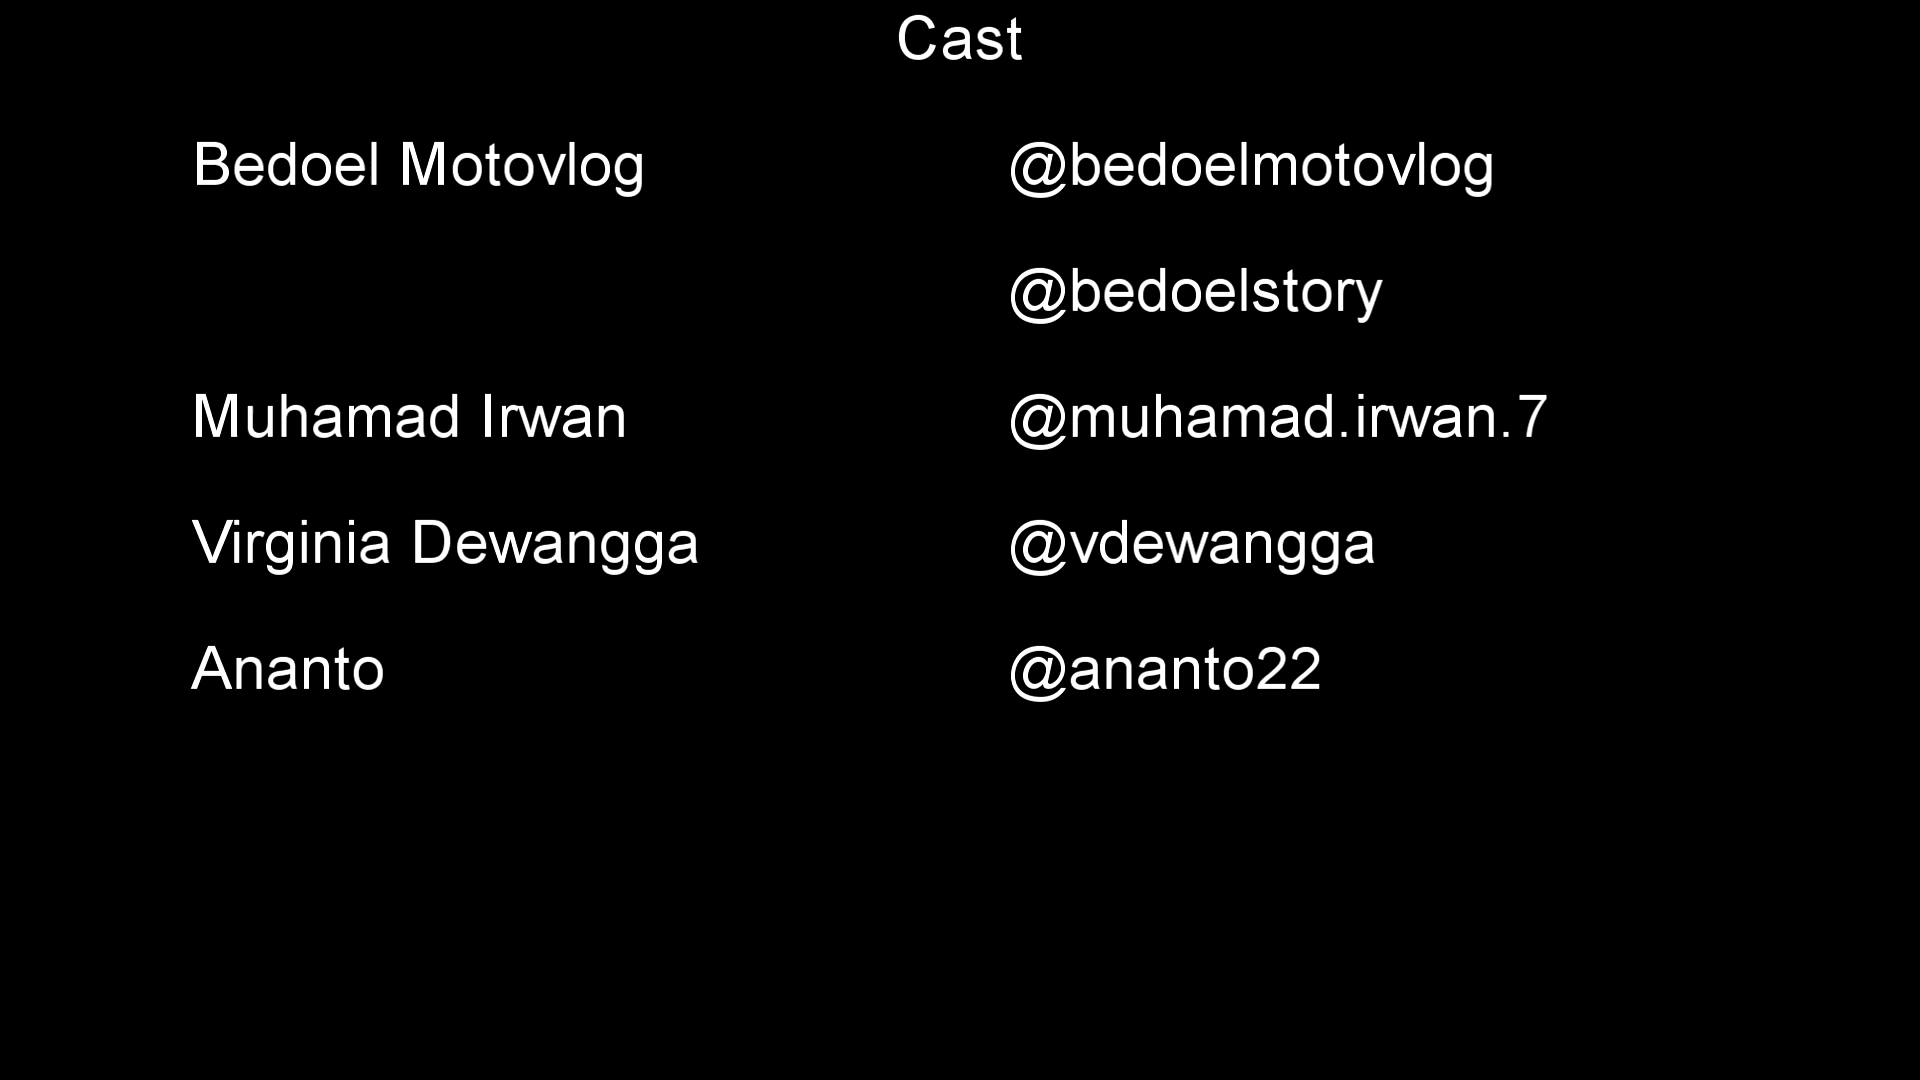 Cast
Bedoel Motovlog @bedoelmotovlog
@bedoelstory
Muhamad Irwan @muhamad.irwan.7
Virginia Dewangga @vdewangga
Ananto @ananto22